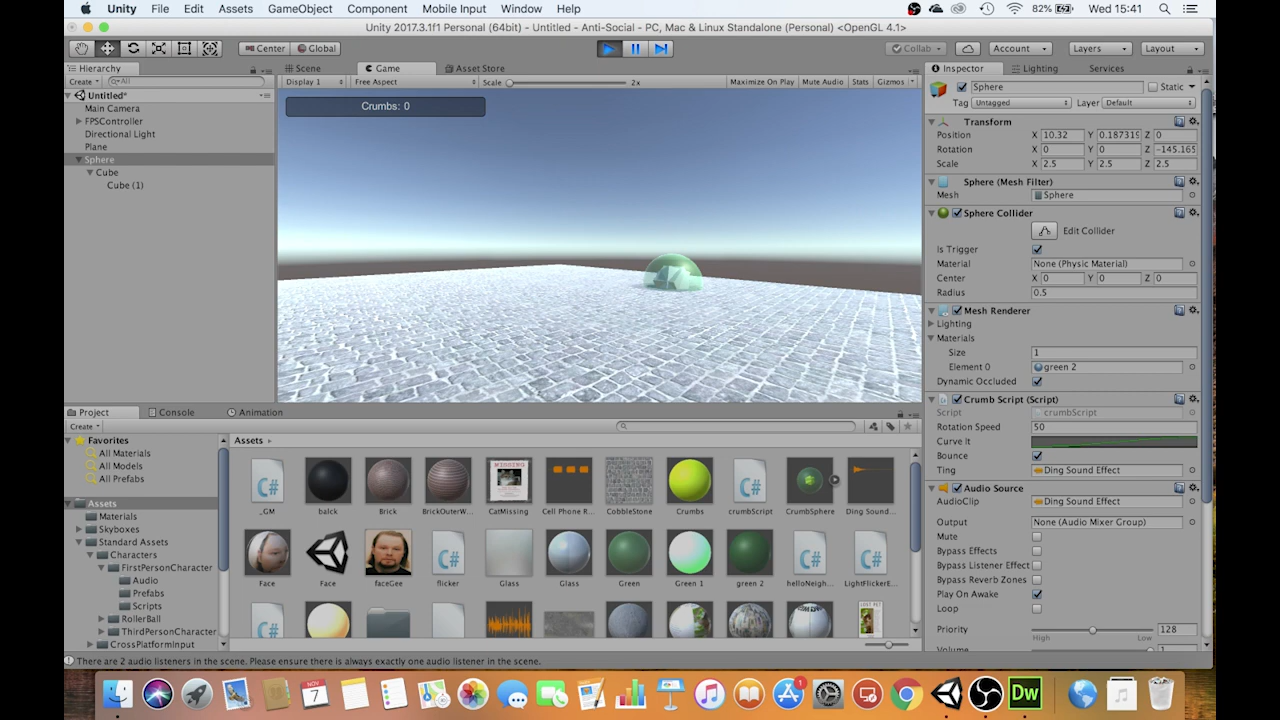 Unity File Edit Assets GameObject Component Mobile Input Window Help 82% Wed 15:41
Unity 2017.3.1f1 Personal (64bit) - Untitled - Anti-Social - PC, Mac & Linux Standalone (Personal) <OpenGL 4.1>
Center Global Collab Account Layers Layout
Hierarchy Scene Game Asset Store Inspector Lighting Services
Create All Display 1 Free Aspect Scale 2x Maximize On Play Mute Audio Stats Gizmos
Untitled* Sphere Static
Tag Untagged Layer Default
Main Camera
FPSController
Directional Light
Plane
Sphere
Cube
Cube (1)
Crumbs: 0
Transform
Position X 10.32 Y 0.187319 Z 0
Rotation X 0 Y 0 Z -145.165
Scale X 2.5 Y 2.5 Z 2.5
Sphere (Mesh Filter)
Mesh Sphere
Sphere Collider
Edit Collider
Is Trigger
Material None (Physic Material)
Center X 0 Y 0 Z 0
Radius 0.5
Mesh Renderer
Lighting
Materials
Size 1
Element 0 green 2
Dynamic Occluded
Crumb Script (Script)
Script crumbScript
Rotation Speed 50
Curve It
Bounce
Ting Ding Sound Effect
Audio Source
AudioClip Ding Sound Effect
Output None (Audio Mixer Group)
Mute
Bypass Effects
Bypass Listener Effect
Bypass Reverb Zones
Play On Awake
Loop
Priority 128
High Low
Volume 1
Project Console Animation
Create
Favorites
All Materials
All Models
All Prefabs
Assets
Materials
Skyboxes
Standard Assets
Characters
FirstPersonCharacter
Audio
Prefabs
Scripts
RollerBall
ThirdPersonCharacter
CrossPlatformInput
Assets
C# MISSING C#
_GM balck Brick BrickOuterW... CatMissing Cell Phone R... CobbleStone Crumbs crumbScript CrumbSphere Ding Sound...
C# C# C#
Face Face faceGee flicker Glass Glass Green Green 1 green 2 helloNeigh... LightFlickerE...
C# LOST PET
There are 2 audio listeners in the scene. Please ensure there is always exactly one audio listener in the scene.
NOV
7
1
Dw